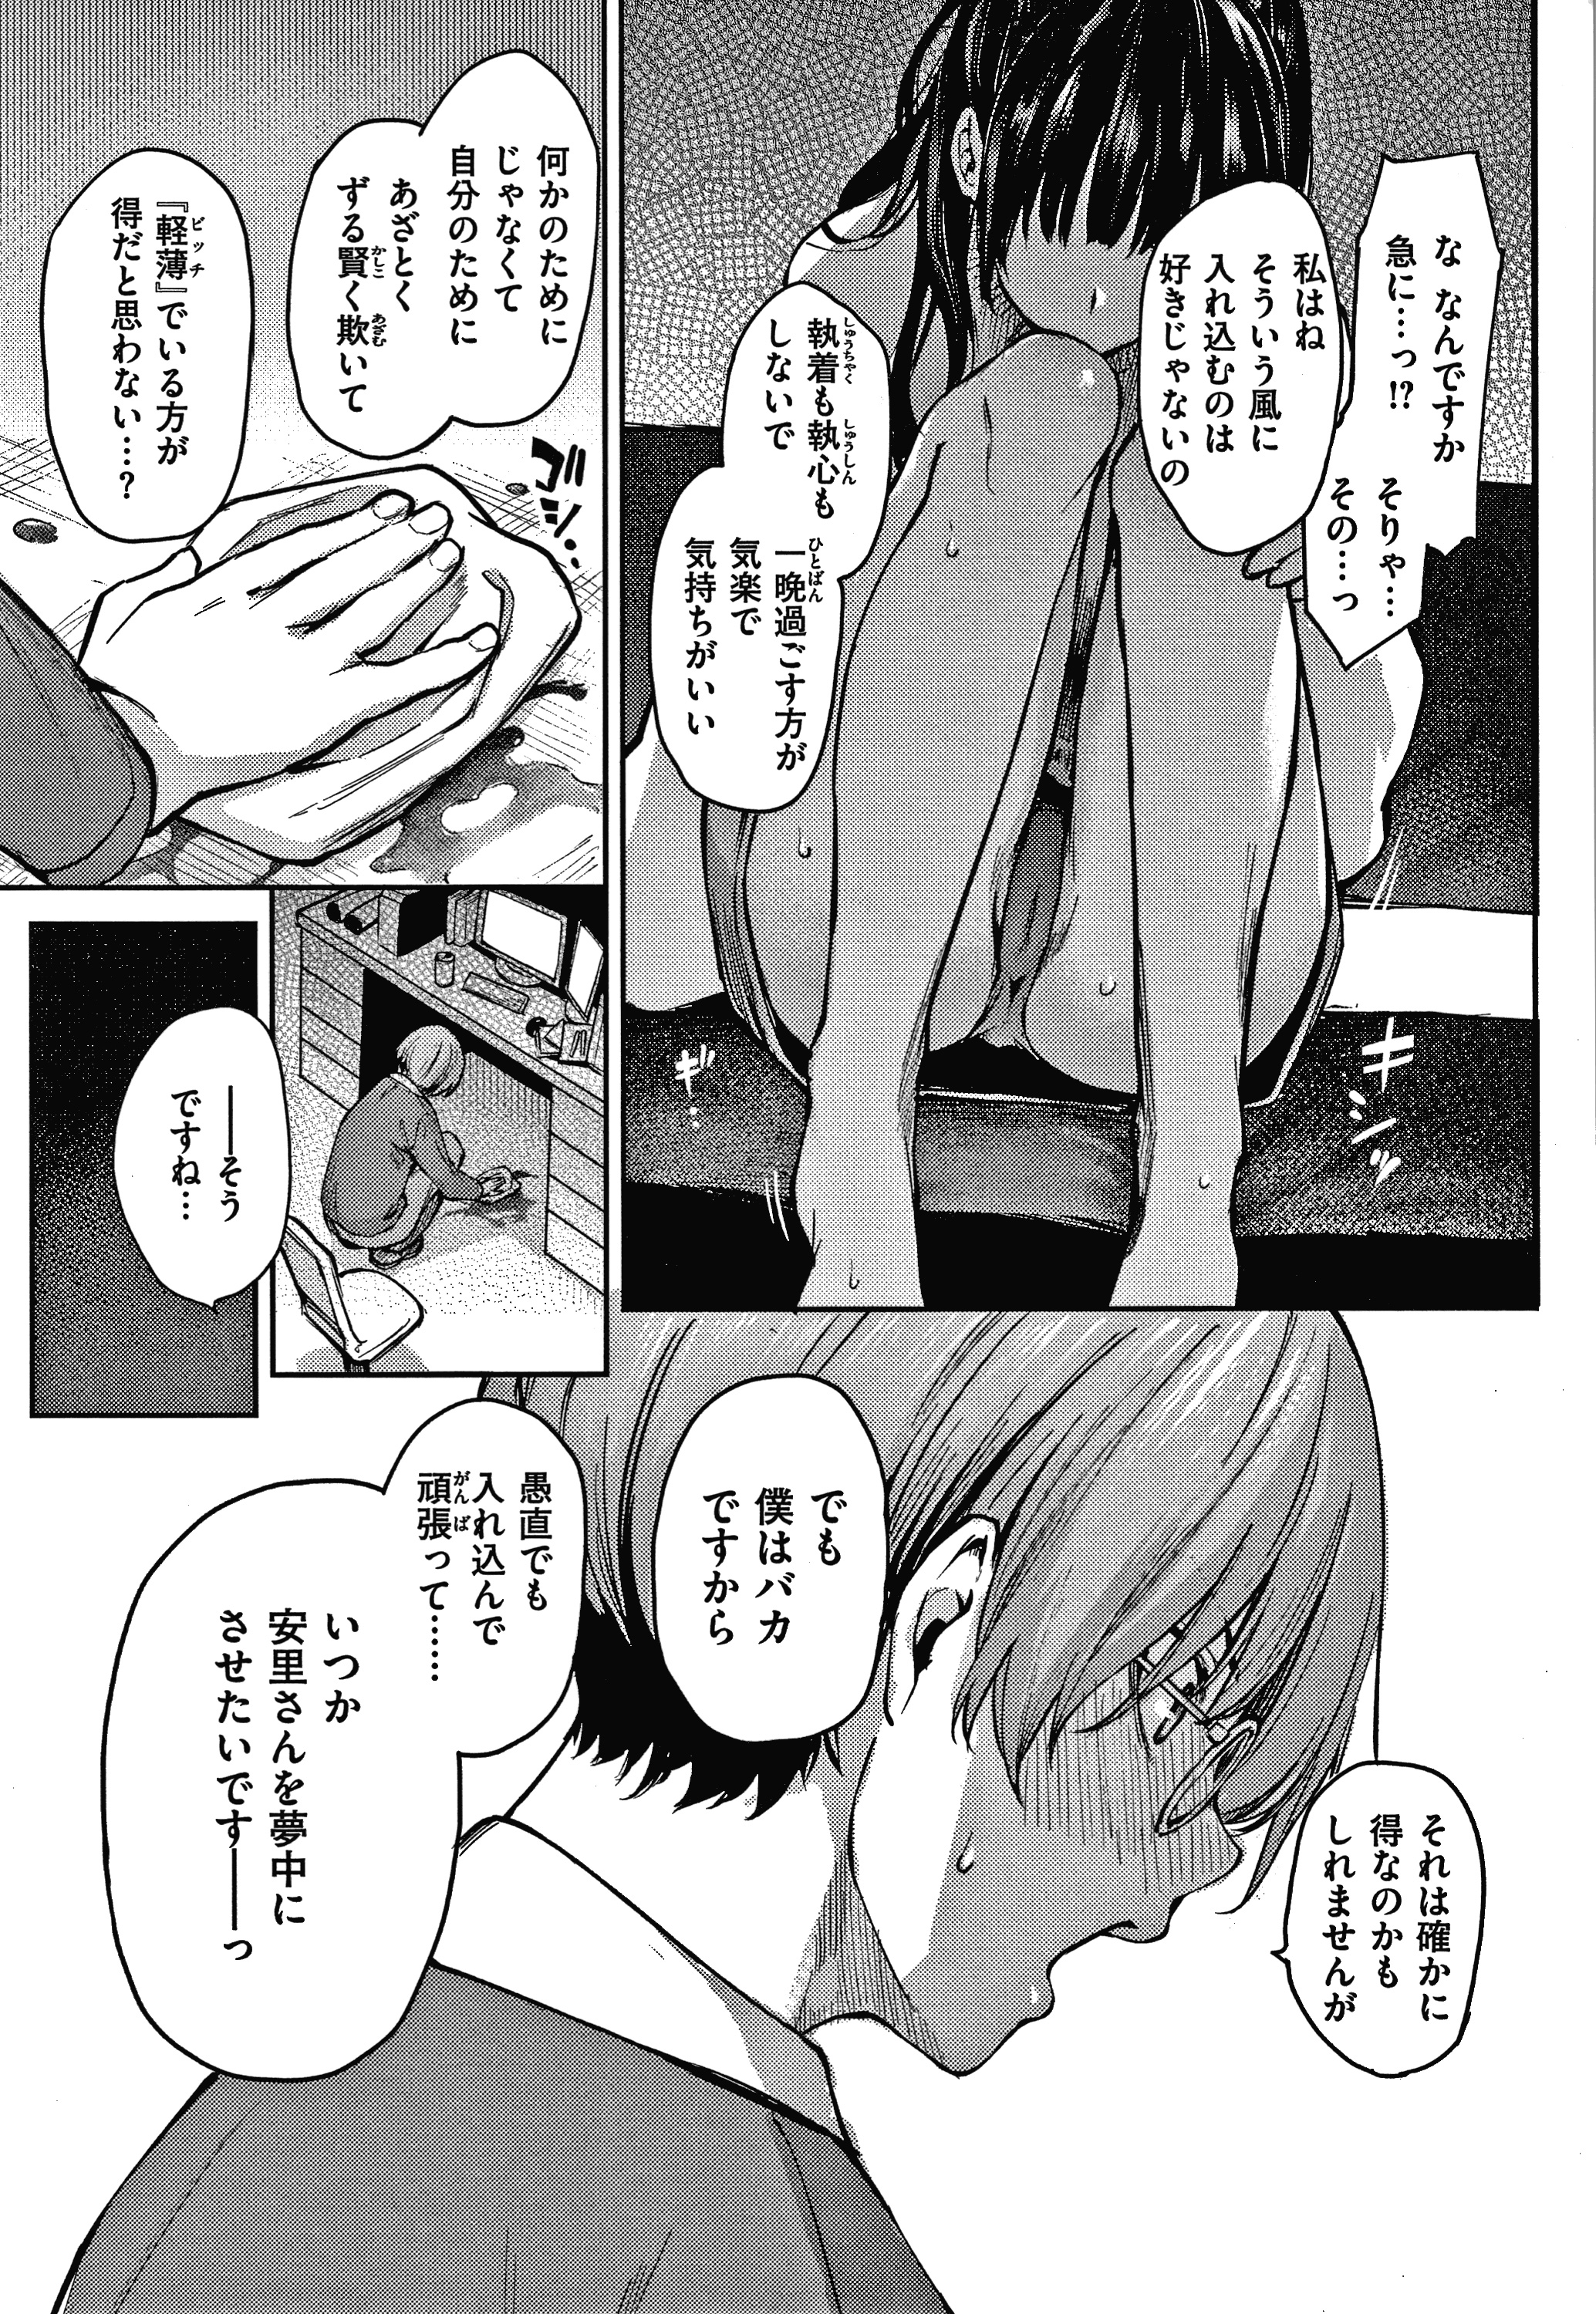 な なんですか
急に…っ!?
そりゃ…
その…っ
私はね
そういう風に
入れ込むのは
好きじゃないの
執着も執心も
しないで
一晩過ごす方が
気楽で
気持ちがいい
ギシッ
ギ…
何かのために
じゃなくて
自分のために
あざとく
ずる賢く欺いて
『軽薄』でいる方が
得だと思わない…?
ゴシ…
――そう
ですね…
それは確かに
得なのかも
しれませんが
でも
僕はバカ
ですから
愚直でも
入れ込んで
頑張って……
いつか
安里さんを夢中に
させたいです――っ